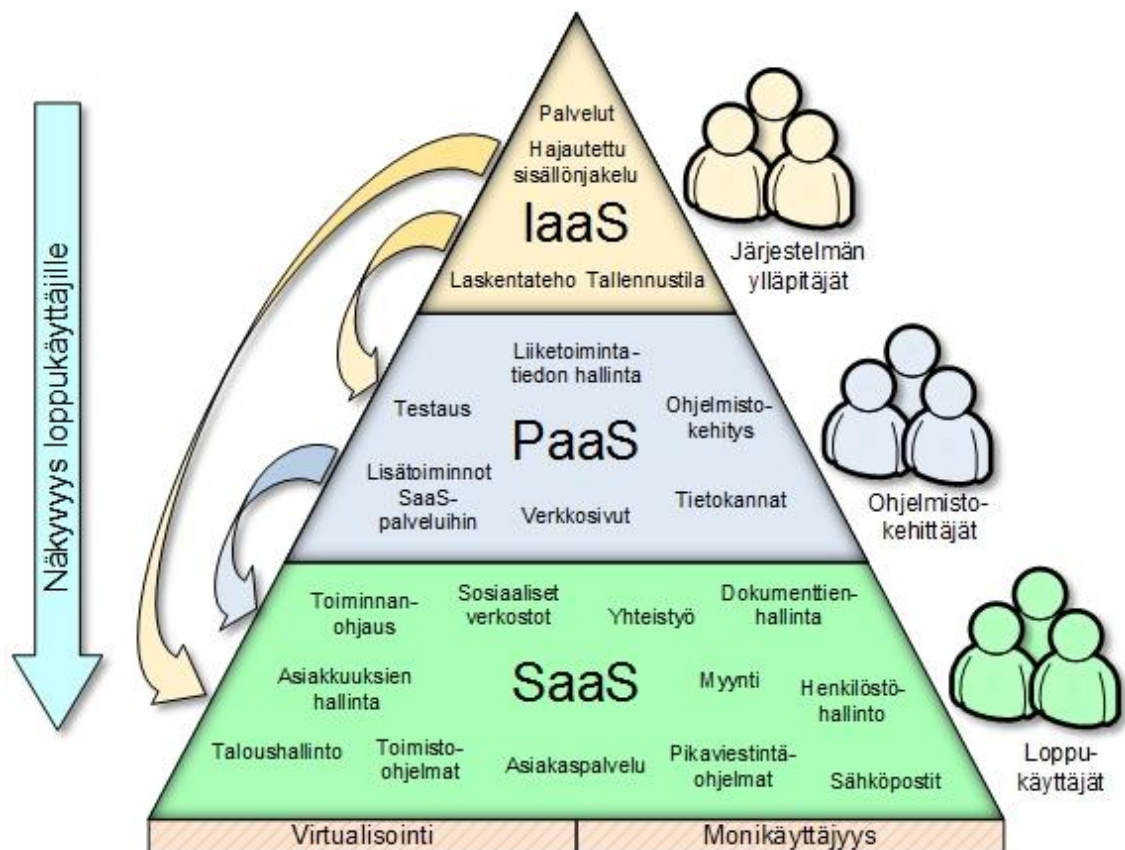 Näkyvyys loppukäyttäjille
Palvelut
Hajautettu
sisällönjakelu
IaaS
Laskentateho Tallennustila
Järjestelmän
ylläpitäjät
Liiketoiminta-
tiedon hallinta
Testaus
Ohjelmisto-
kehitys
PaaS
Lisätoiminnot
SaaS-
palveluihin
Verkkosivut
Tietokannat
Ohjelmisto-
kehittäjät
Toiminnan-
ohjaus
Sosiaaliset
verkostot
Yhteistyö
Dokumenttien-
hallinta
Asiakkuuksien
hallinta
SaaS
Myynti
Henkilöstö-
hallinto
Taloushallinto
Toimisto-
ohjelmat
Asiakaspalvelu
Pikaviestintä-
ohjelmat
Sähköpostit
Loppu-
käyttäjät
Virtualisointi
Monikäyttäjyys